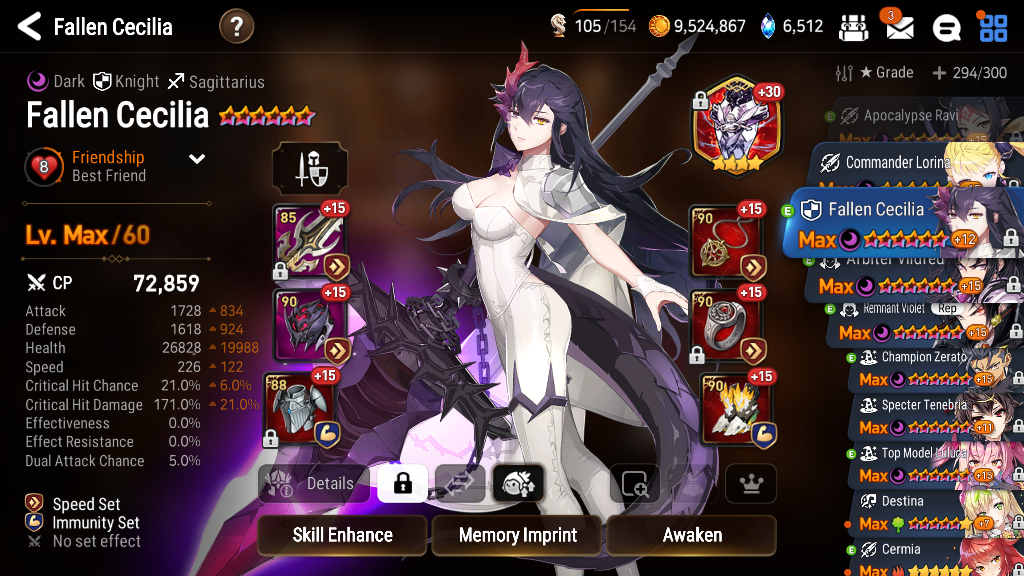 Fallen Cecilia
?
105/154
9,524,867
6,512
3
Dark Knight Sagittarius
Fallen Cecilia
8
Friendship
Best Friend
Lv. Max/60
CP 72,859
Attack 1728 834
Defense 1618 924
Health 26828 19988
Speed 226 122
Critical Hit Chance 21.0% 6.0%
Critical Hit Damage 171.0% 21.0%
Effectiveness 0.0%
Effect Resistance 0.0%
Dual Attack Chance 5.0%
Speed Set
Immunity Set
No set effect
+30
85 +15
90 +15
88 +15
90 +15
90 +15
90 +15
Details
Skill Enhance
Memory Imprint
Awaken
Grade
294/300
E Apocalypse Ravi
Max
Commander Lorina
E Fallen Cecilia
Max +12
E Arbiter Vildred
Max +15
E Remnant Violet Rep
Max +15
E Champion Zerato
Max +15
E Specter Tenebria
Max +11
E Top Model Luluca
Max +15
Destina
Max +7
E Cermia
Max